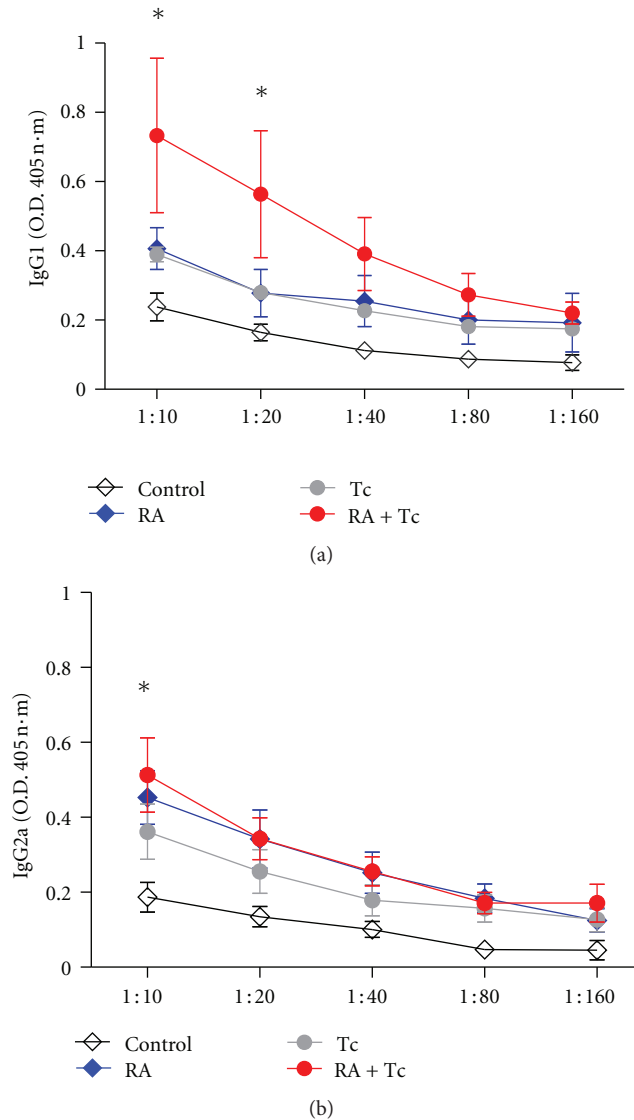 *
*
1
0.8
0.6
0.4
0.2
0
IgG1 (O.D. 405 n·m)
1:10 1:20 1:40 1:80 1:160
Control Tc
RA RA + Tc
(a)
1
0.8
0.6
0.4
0.2
0
*
IgG2a (O.D. 405 n·m)
1:10 1:20 1:40 1:80 1:160
Control Tc
RA RA + Tc
(b)